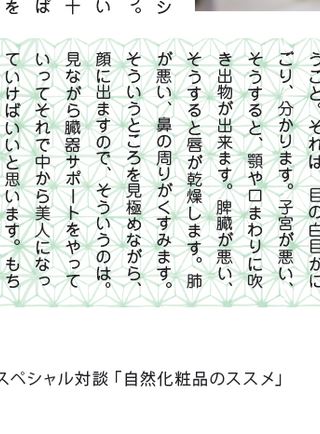 うこと。それは、目の白目がに
ごり、分かります。子宮が悪い、
そうすると、顎や口まわりに吹
き出物が出来ます。脾臓が悪い、
そうすると唇が乾燥します。肺
が悪い、鼻の周りがくすみます。
そういうところを見極めながら、
顔に出ますので、そういうのは。
見ながら臓器サポートをやって
いってそれで中から美人になっ
ていけばいいと思います。もち
シ
つ。
い
十
ば
を
スペシャル対談「自然化粧品のススメ」